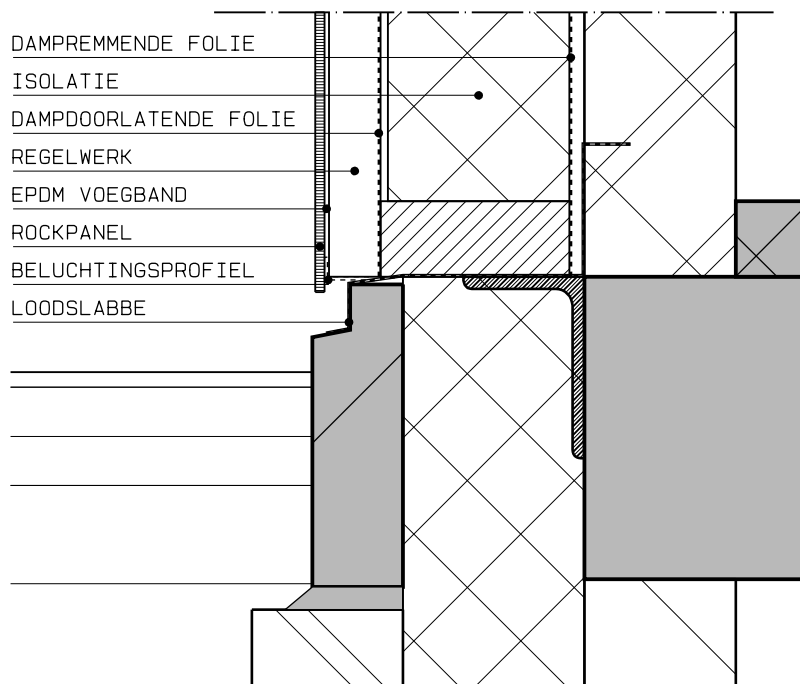 DAMPREMMENDE FOLIE
ISOLATIE
DAMPDOORLATENDE FOLIE
REGELWERK
EPDM VOEGBAND
ROCKPANEL
BELUCHTINGSPROFIEL
LOODSLABBE